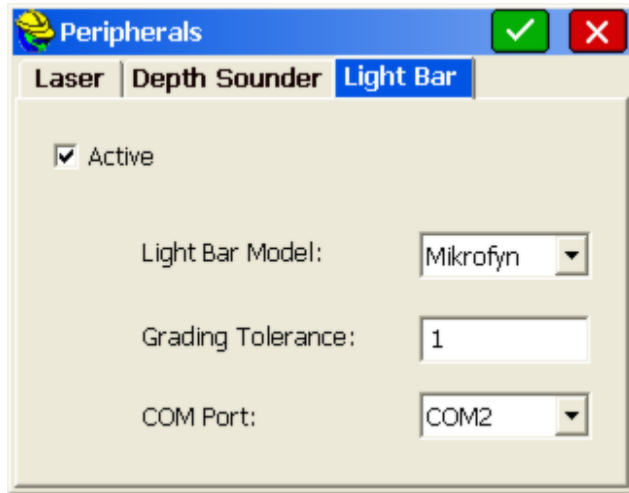 Peripherals
Laser Depth Sounder Light Bar
Active
Light Bar Model: Mikrofyn
Grading Tolerance: 1
COM Port: COM2